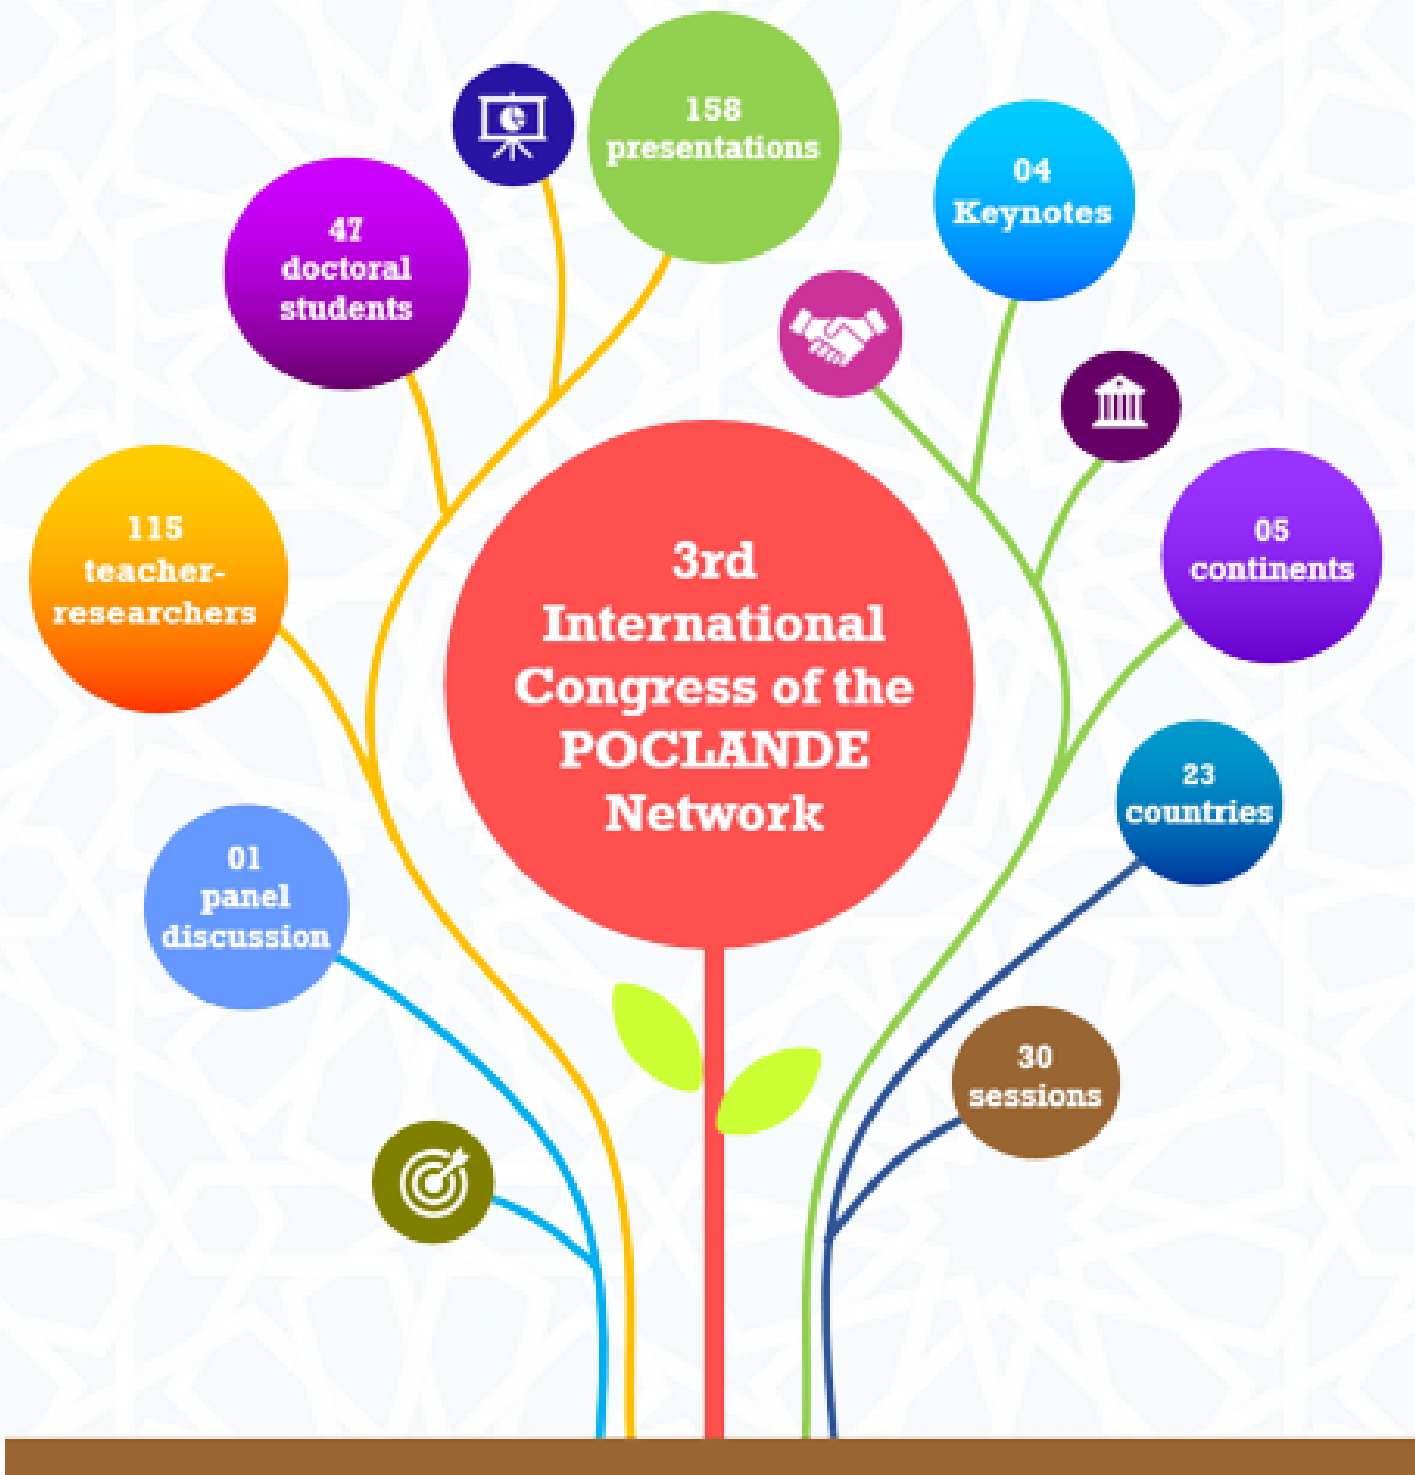 158
presentations
04
Keynotes
47
doctoral
students
115
teacher-
researchers
05
continents
3rd
International
Congress of the
POCLANDE
Network
23
countries
01
panel
discussion
30
sessions